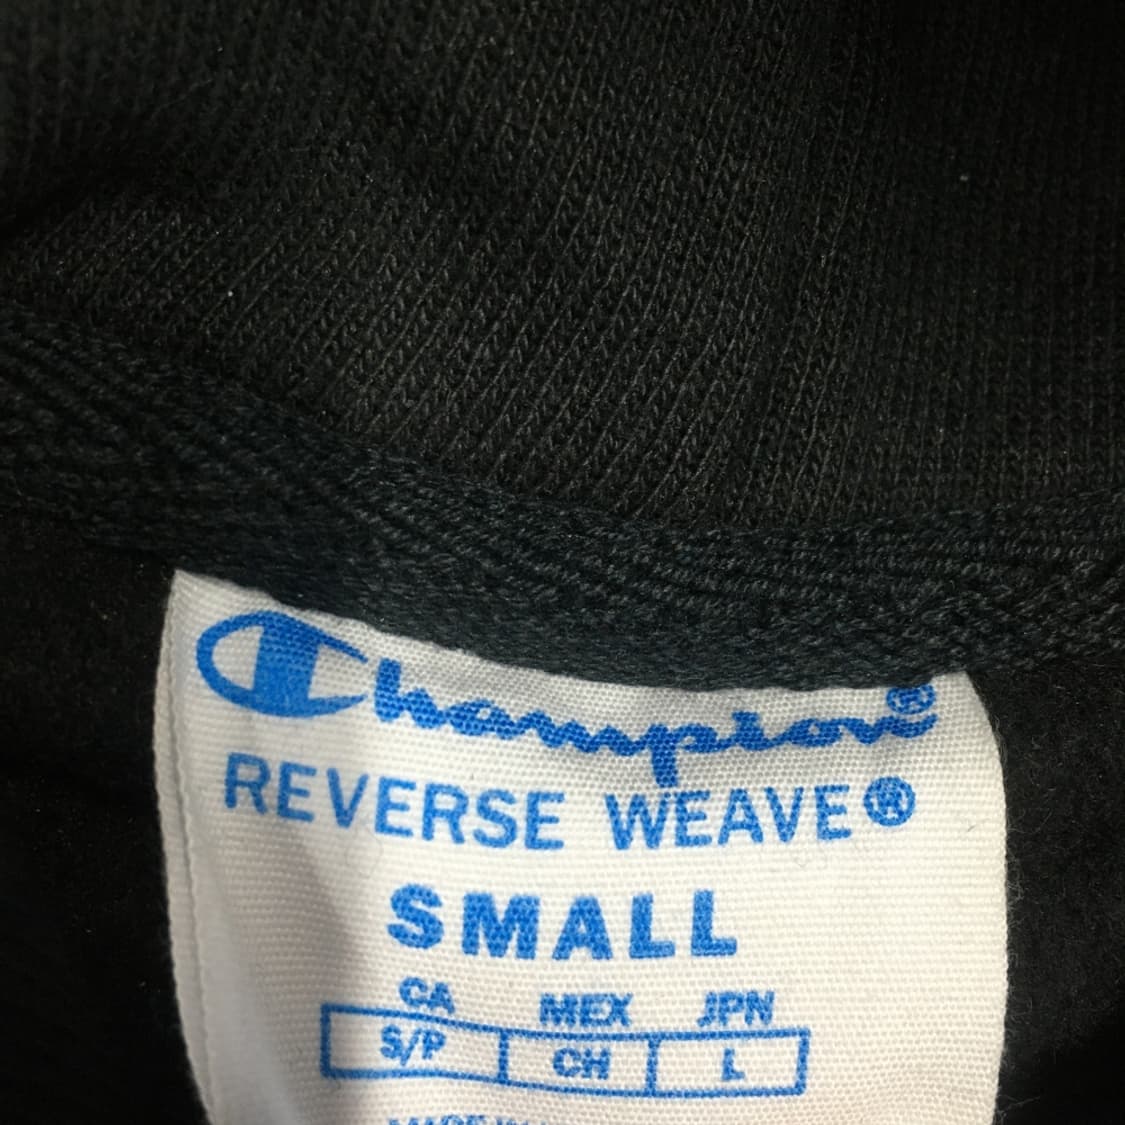 Champion®
REVERSE WEAVE®
SMALL
CA MEX JPN
S/P CH L